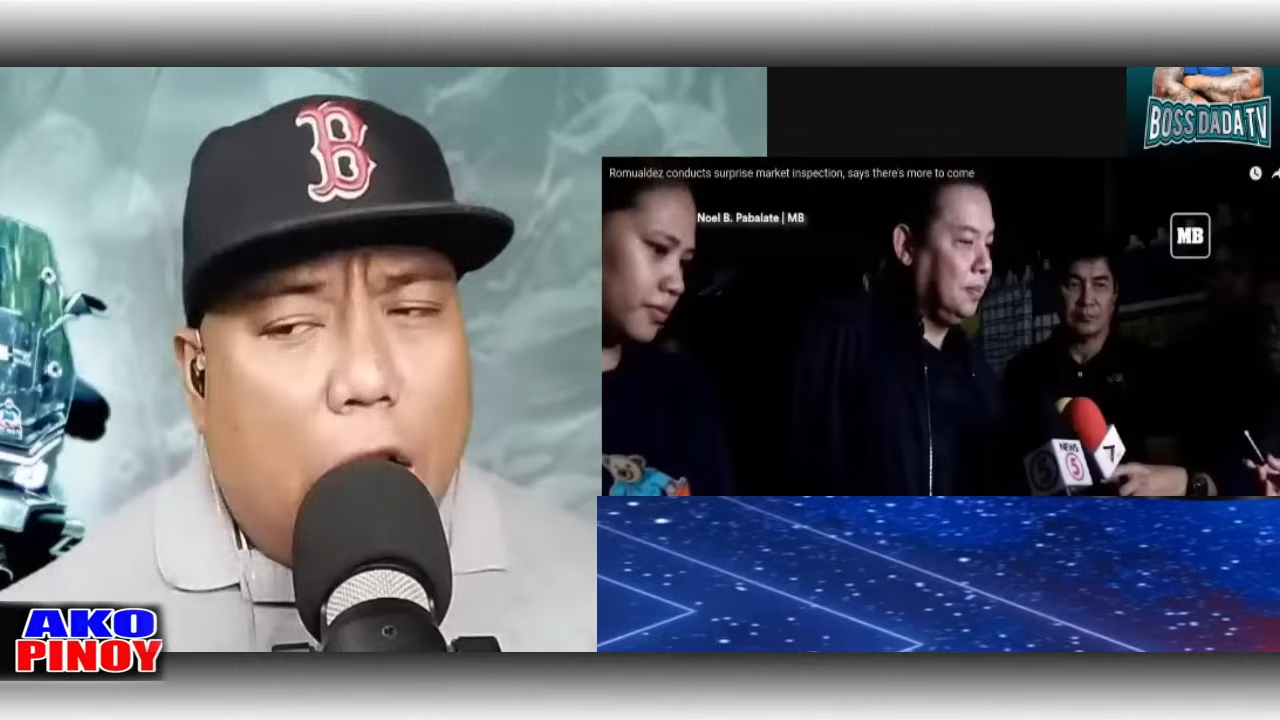 B
BOSS DADA TV
Romualdez conducts surprise market inspection, says there's more to come
Noel B. Pabalate | MB
MB
NEWS
5
5
7
AKO
PINOY